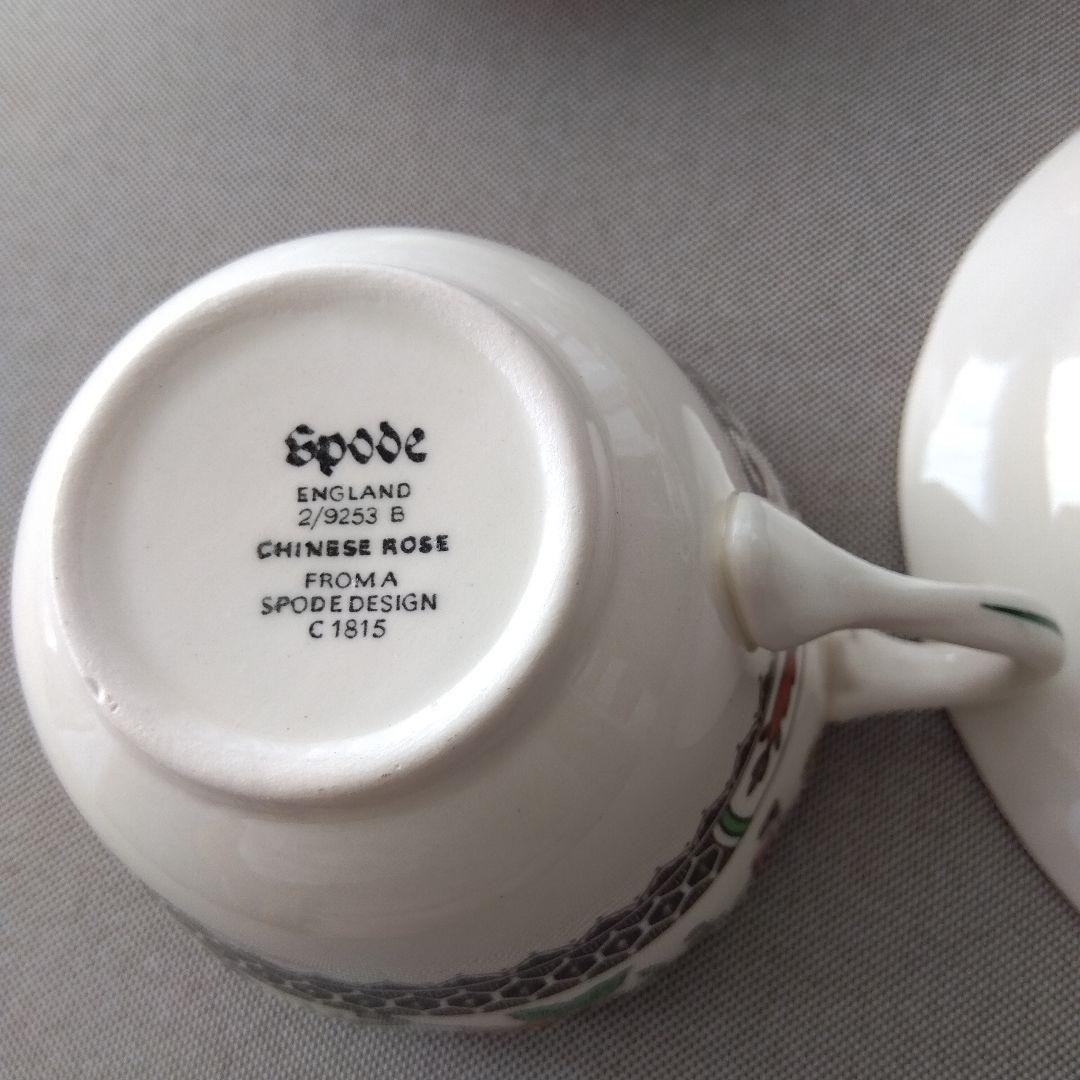 Spode
ENGLAND
2/9253 B
CHINESE ROSE
FROM A
SPODE DESIGN
C 1815